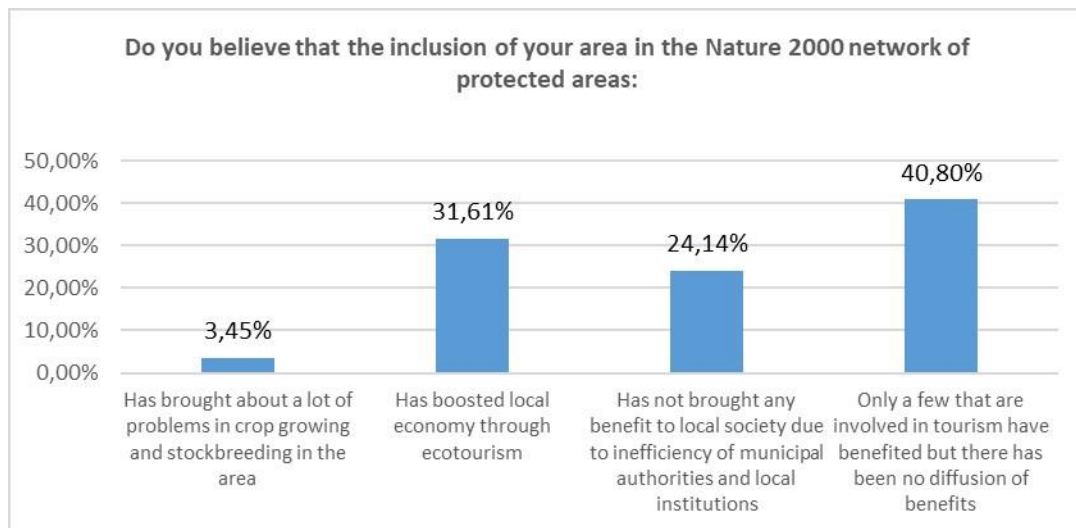 Do you believe that the inclusion of your area in the Nature 2000 network of
protected areas:
50,00%
40,00%
30,00%
20,00%
10,00%
0,00%
3,45%
31,61%
24,14%
40,80%
Has brought about a lot of
problems in crop growing
and stockbreeding in the
area
Has boosted local
economy through
ecotourism
Has not brought any
benefit to local society due
to inefficiency of municipal
authorities and local
institutions
Only a few that are
involved in tourism have
benefited but there has
been no diffusion of
benefits